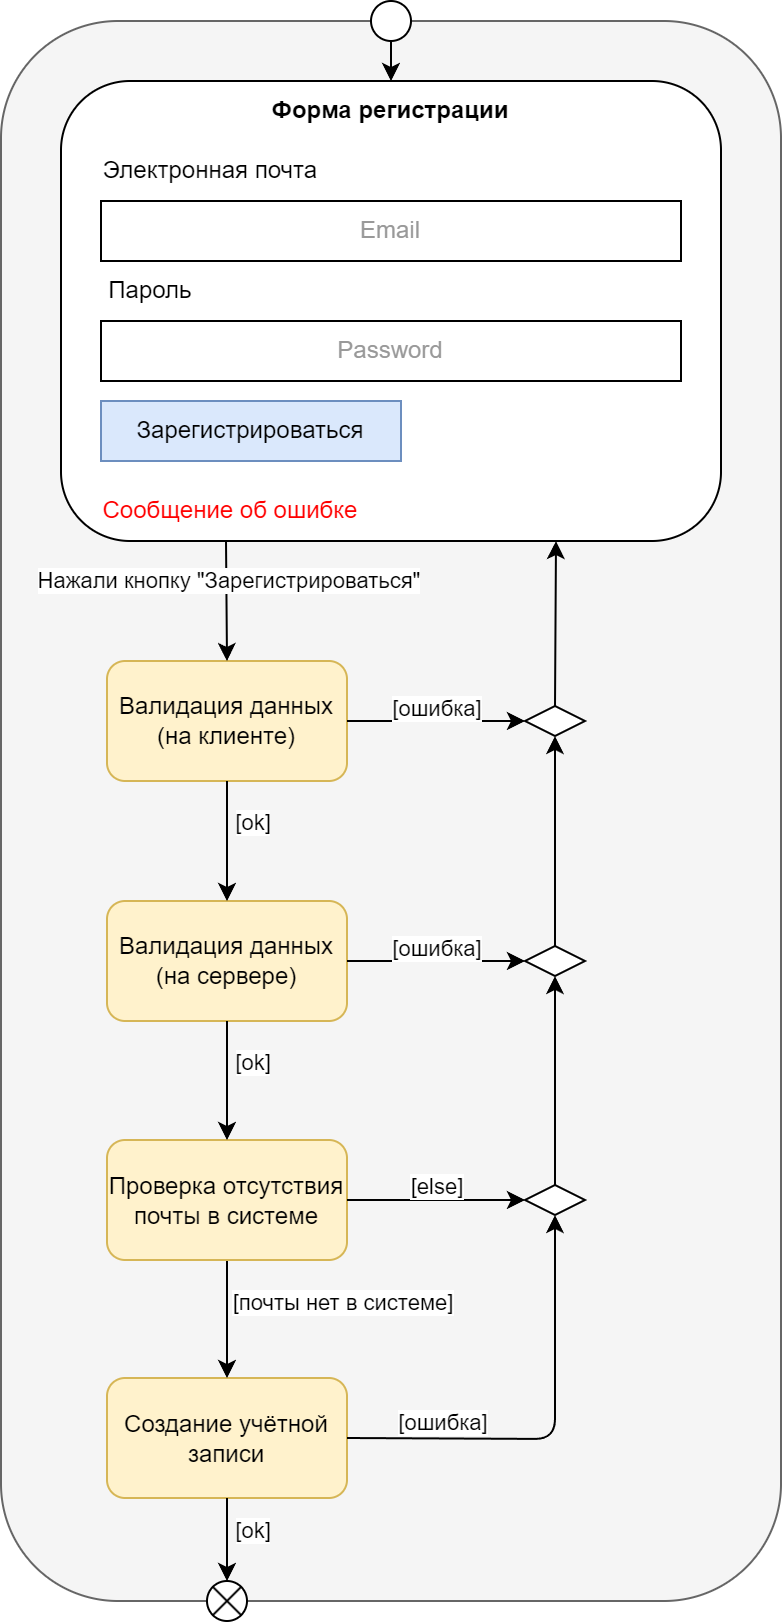 Форма регистрации
Электронная почта
Email
Пароль
Password
Зарегистрироваться
Сообщение об ошибке
Нажали кнопку "Зарегистрироваться"
Валидация данных
(на клиенте)
[ошибка]
[ok]
Валидация данных
(на сервере)
[ошибка]
[ok]
Проверка отсутствия
почты в системе
[else]
[почты нет в системе]
Создание учётной
записи
[ошибка]
[ok]